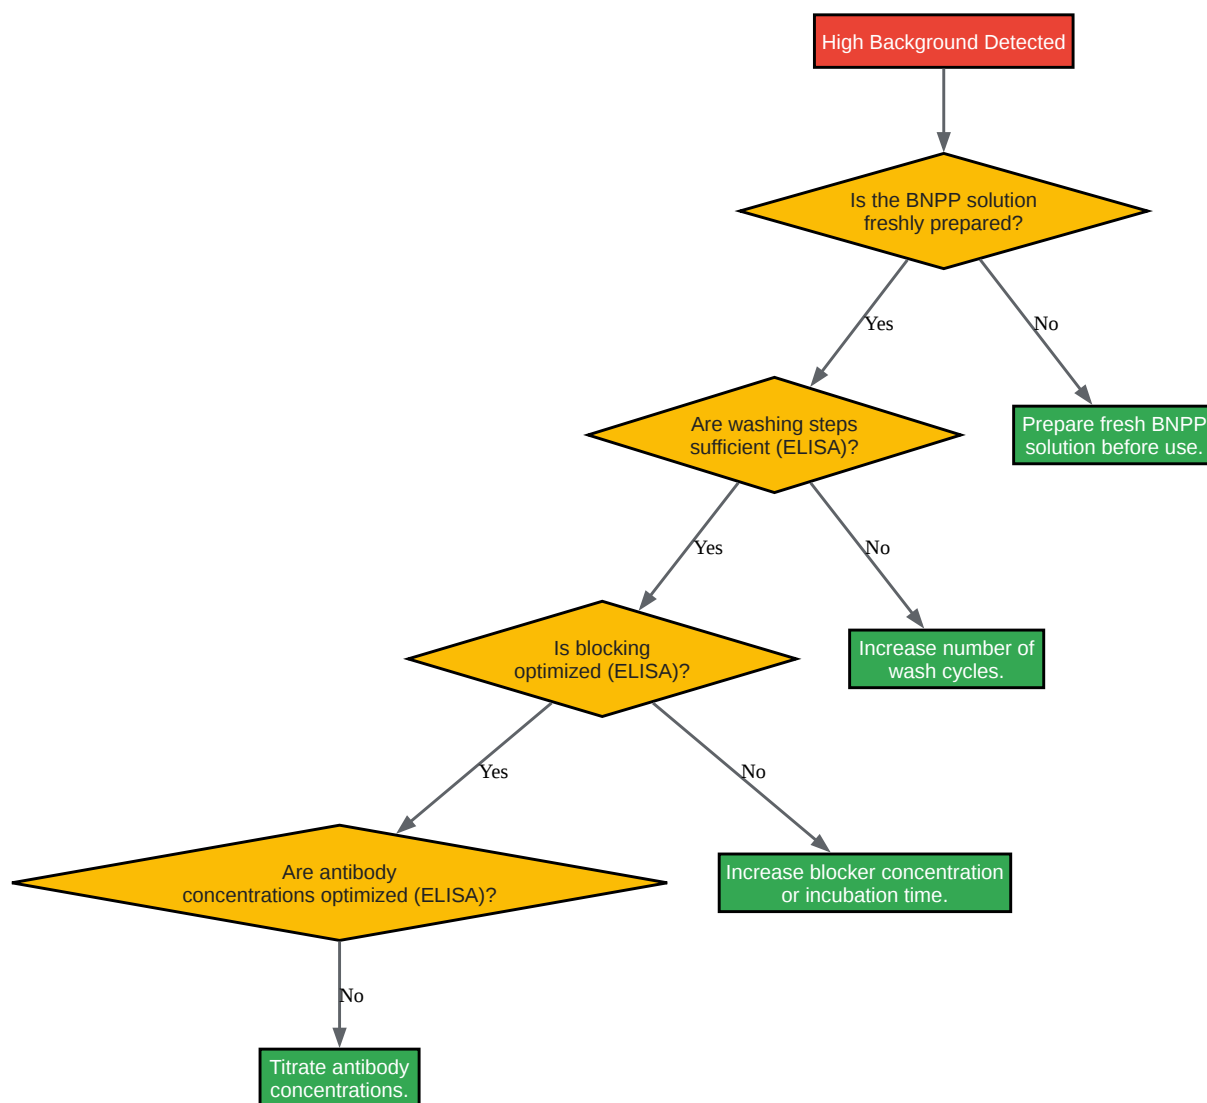 High Background Detected
Is the BNPP solution
freshly prepared?
Yes
No
Are washing steps
sufficient (ELISA)?
Prepare fresh BNPP
solution before use.
Yes
No
Is blocking
optimized (ELISA)?
Increase number of
wash cycles.
Yes
No
Are antibody
concentrations optimized (ELISA)?
Increase blocker concentration
or incubation time.
No
Titrate antibody
concentrations.